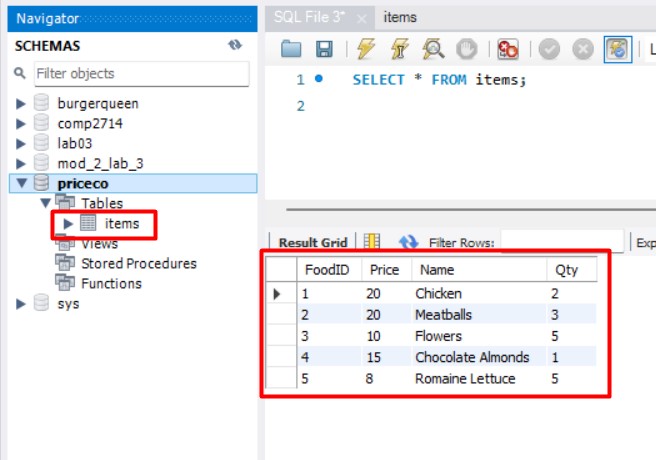 Navigator
SCHEMAS
Filter objects
burgerqueen
comp2714
lab03
mod_2_lab_3
priceco
Tables
items
Views
Stored Procedures
Functions
sys
SQL File 3* items
1 SELECT * FROM items;
2
Result Grid Filter Rows: Exp
FoodID Price Name Qty
1 20 Chicken 2
2 20 Meatballs 3
3 10 Flowers 5
4 15 Chocolate Almonds 1
5 8 Romaine Lettuce 5